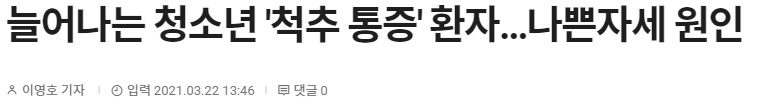 늘어나는 청소년 '척추 통증' 환자...나쁜자세 원인
이영호 기자 입력 2021.03.22 13:46 댓글 0